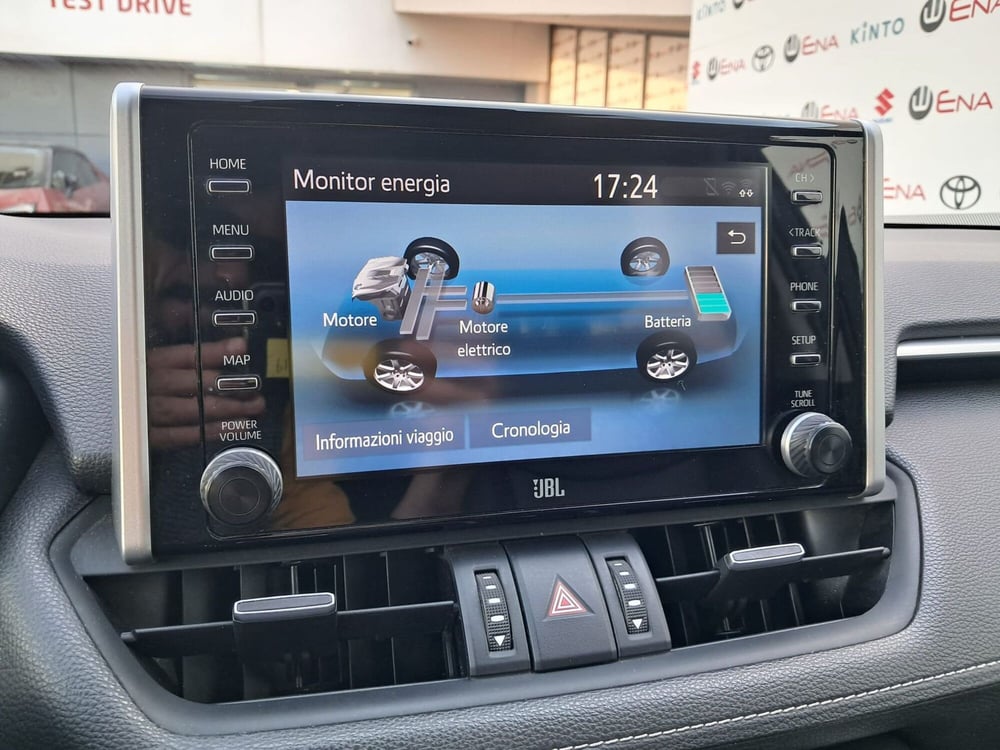 TEST DRIVE
KINTO
ENA
ENA
KINTO
ENA
ENA
ENA
ENA
HOME
MENU
AUDIO
MAP
POWER
VOLUME
Monitor energia
17:24
Motore
Motore
elettrico
Batteria
Informazioni viaggio
Cronologia
CH >
< TRACK
PHONE
SETUP
TUNE
SCROLL
JBL